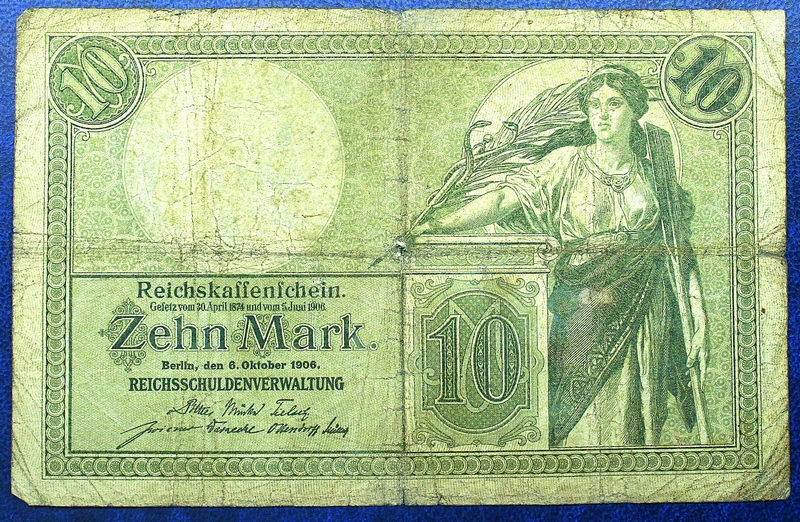 10
10
Reichskaſſenſchein.
Geſetz vom 30. April 1874 und vom 5. Juni 1906.
Zehn Mark.
Berlin, den 6. Oktober 1906.
REICHSSCHULDENVERWALTUNG
10